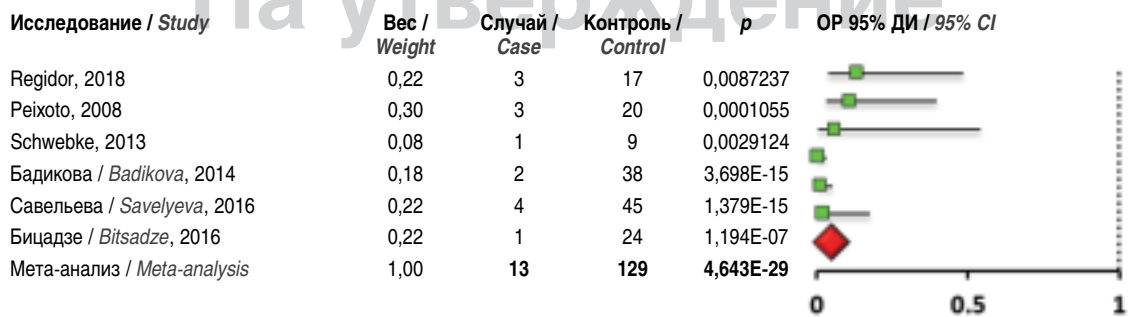 На утверждение
Исследование / Study Вес / Weight Случай / Case Контроль / Control p ОР 95% ДИ / 95% CI
Regidor, 2018 0,22 3 17 0,0087237
Peixoto, 2008 0,30 3 20 0,0001055
Schwebke, 2013 0,08 1 9 0,0029124
Бадикова / Badikova, 2014 0,18 2 38 3,698E-15
Савельева / Savelyeva, 2016 0,22 4 45 1,379E-15
Бицадзе / Bitsadze, 2016 0,22 1 24 1,194E-07
Мета-анализ / Meta-analysis 1,00 13 129 4,643E-29
0 0.5 1